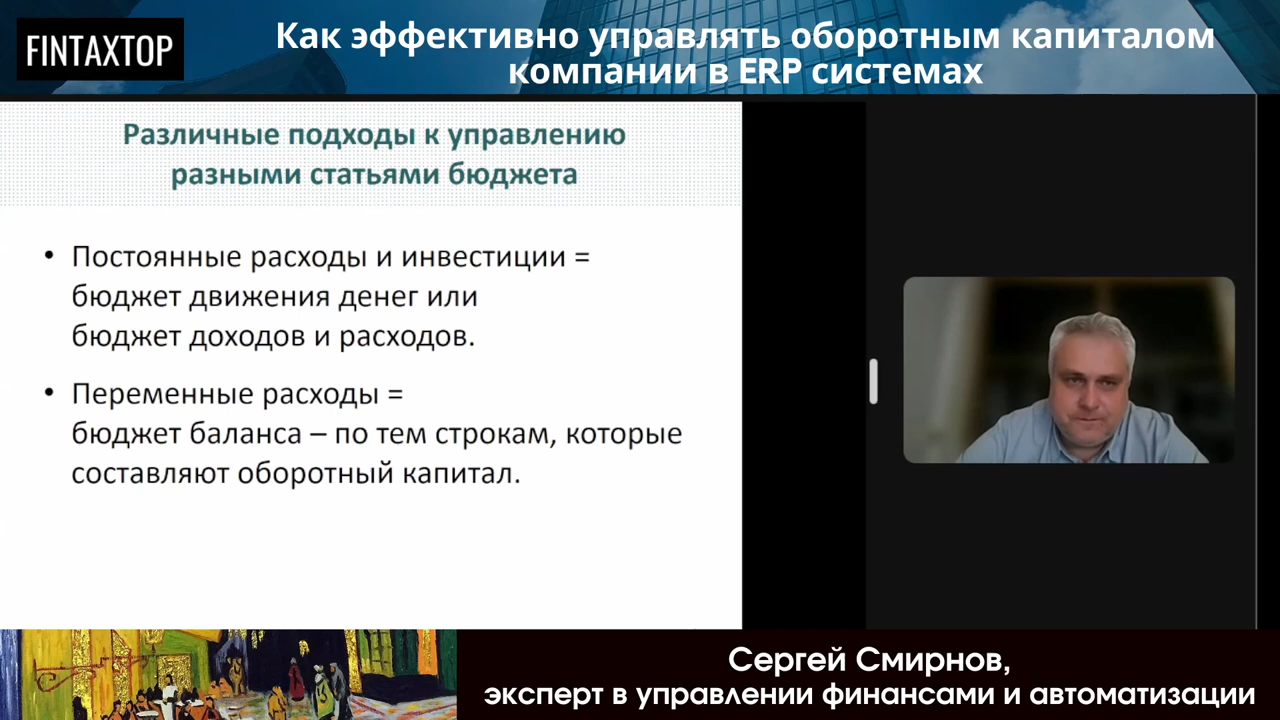 FINTAXTOP
Как эффективно управлять оборотным капиталом
компании в ERP системах
Различные подходы к управлению
разными статьями бюджета
• Постоянные расходы и инвестиции =
бюджет движения денег или
бюджет доходов и расходов.
• Переменные расходы =
бюджет баланса – по тем строкам, которые
составляют оборотный капитал.
Сергей Смирнов,
эксперт в управлении финансами и автоматизации